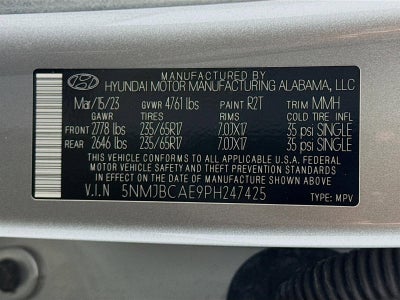 MANUFACTURED BY
HYUNDAI MOTOR MANUFACTURING ALABAMA, LLC
Mar/15/23 GVWR 4761 lbs PAINT R2T TRIM MMH
GAWR TIRES RIMS COLD TIRE INFL
FRONT 2778 lbs 235/65R17 7.0JX17 35 psi SINGLE
REAR 2646 lbs 235/65R17 7.0JX17 35 psi SINGLE
THIS VEHICLE CONFORMS TO ALL APPLICABLE U.S.A. FEDERAL
MOTOR VEHICLE SAFETY, BUMPER, AND THEFT PREVENTION
STANDARDS IN EFFECT ON THE DATE OF MANUFACTURE SHOWN ABOVE.
V.I.N 5NMJBCAE9PH247425 TYPE: MPV